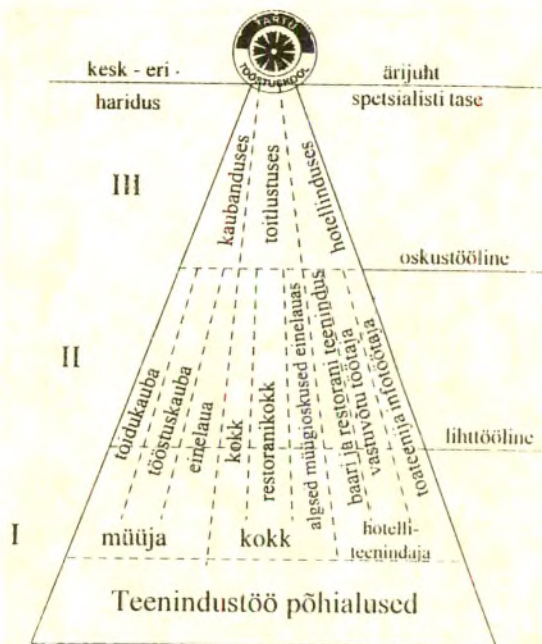 TARTU
TÖÖSTUSKOOL
kesk - eri -
haridus
ärijuht
spetsialisti tase
III
kaubanduses
toitlustuses
hotellinduses
oskustööline
II
toidukauba
tööstuskauba
einelaua
kokk
restoranikokk
algsed müügioskused einelauas
baari ja restorani teenindus
vastuvõtu töötaja
toateenija infotöötaja
lihttööline
I
müüja
kokk
hotelli-
teenindaja
Teenindustöö põhialused